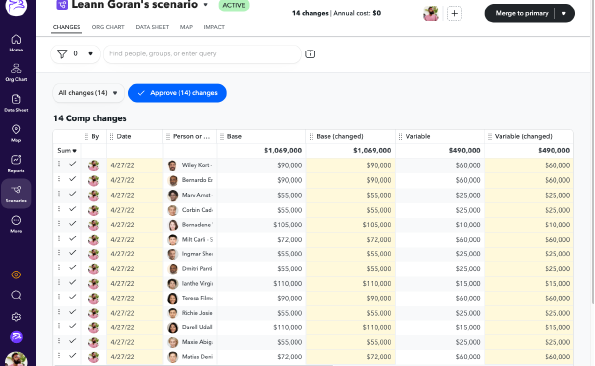 Leann Goran's scenario ACTIVE
14 changes | Annual cost: $0
Merge to primary
CHANGES ORG CHART DATA SHEET MAP IMPACT
0
Find people, groups, or enter query
All changes (14)
Approve (14) changes
14 Comp changes
By Date Person or ... Base Base (changed) Variable Variable (changed)
Sum $1,069,000 $1,069,000 $490,000 $490,000
4/27/22 Wiley Kort - $90,000 $90,000 $60,000 $60,000
4/27/22 Bernardo Er $90,000 $90,000 $60,000 $60,000
4/27/22 $55,000 $55,000 $25,000 $25,000
4/27/22 Corbin Cad $55,000 $55,000 $25,000 $25,000
4/27/22 Bernadene $105,000 $105,000 $10,000 $10,000
4/27/22 Milt Carli - S $72,000 $72,000 $60,000 $60,000
4/27/22 Ingmar She $55,000 $55,000 $25,000 $25,000
4/27/22 Dmitri Panti $55,000 $55,000 $25,000 $25,000
4/27/22 Ianthe Virgi $110,000 $110,000 $15,000 $15,000
4/27/22 Teresa Filme $90,000 $90,000 $60,000 $60,000
4/27/22 Richie Josie $55,000 $55,000 $25,000 $25,000
4/27/22 Darell Udall $110,000 $110,000 $15,000 $15,000
4/27/22 Masie Abig $55,000 $55,000 $25,000 $25,000
4/27/22 Matias Deni $72,000 $72,000 $60,000 $60,000
Home
Org Chart
Data Sheet
Map
Reports
Scenarios
More